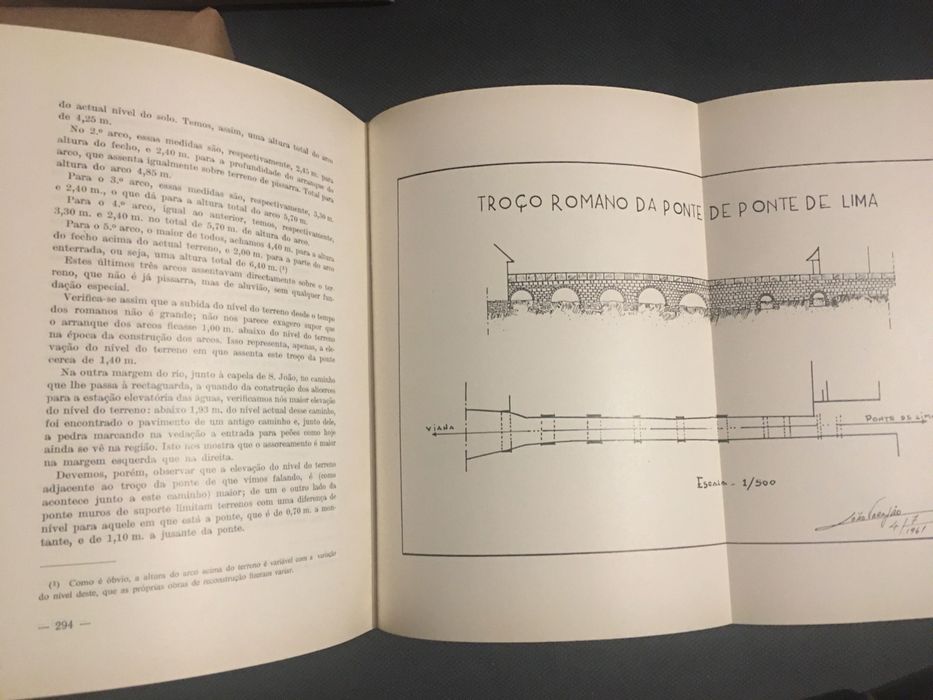 do actual nível do solo. Temos, assim, uma altura total do arco
de 4,25 m.
No 2.º arco, essas medidas são, respectivamente, 2,45 m. para
altura do fecho, e 2,40 m. para a profundidade do arranque do
arco, que assenta igualmente sobre terreno de pissarra. Total para
altura do arco 4,85 m.
Para o 3.º arco, essas medidas são, respectivamente, 3,30 m.
e 2,40 m., o que dá para a altura total do arco 5,70 m.
Para o 4.º arco, igual ao anterior, temos, respectivamente,
3,30 m. e 2,40 m. no total de 5,70 m. de altura do arco.
Para o 5.º arco, o maior de todos, achamos 4,40 m. para a altura
do fecho acima do actual terreno, e 2,00 m. para a parte do arco
enterrada, ou seja, uma altura total de 6,40 m. (¹)
Estes últimos três arcos assentavam directamente sobre o ter-
reno, que não é já pissarra, mas de aluvião, sem qualquer fun-
dação especial.
Verifica-se assim que a subida do nível do terreno desde o tempo
dos romanos não é grande; não nos parece exagero supor que
o arranque dos arcos ficasse 1,00 m. abaixo do nível do terreno
na época da construção dos arcos. Isso representa, apenas, a ele-
vação do nível do terreno em que assenta este troço da ponte
cerca de 1,40 m.
Na outra margem do rio, junto à capela de S. João, no caminho
que lhe passa à rectaguarda, a quando da construção dos alicerces
para a estação elevatória das águas, verificamos nós maior elevação
do nível do terreno: abaixo 1,93 m. do nível actual desse caminho,
foi encontrado o pavimento de um antigo caminho e, junto dele,
a pedra marcando na vedação a entrada para peões como hoje
ainda se vê na região. Isto nos mostra que o assoreamento é maior
na margem esquerda que na direita.
Devemos, porém, observar que a elevação do nível do terreno
adjacente ao troço da ponte de que vimos falando, é (como
acontece junto a este caminho) maior; de um e outro lado da
ponte muros de suporte limitam terrenos com uma diferença de
nível para aquele em que está a ponte, que é de 0,70 m. a mon-
tante, e de 1,10 m. a jusante da ponte.
(¹) Como é óbvio, a altura do arco acima do terreno é variável com a variação
do nível deste, que as próprias obras de reconstrução fizeram variar.
— 294 —
TROÇO ROMANO DA PONTE DE PONTE DE LIMA
VIANA
PONTE DE LIMA
Escala - 1/500
João Varajão
4/7
1961